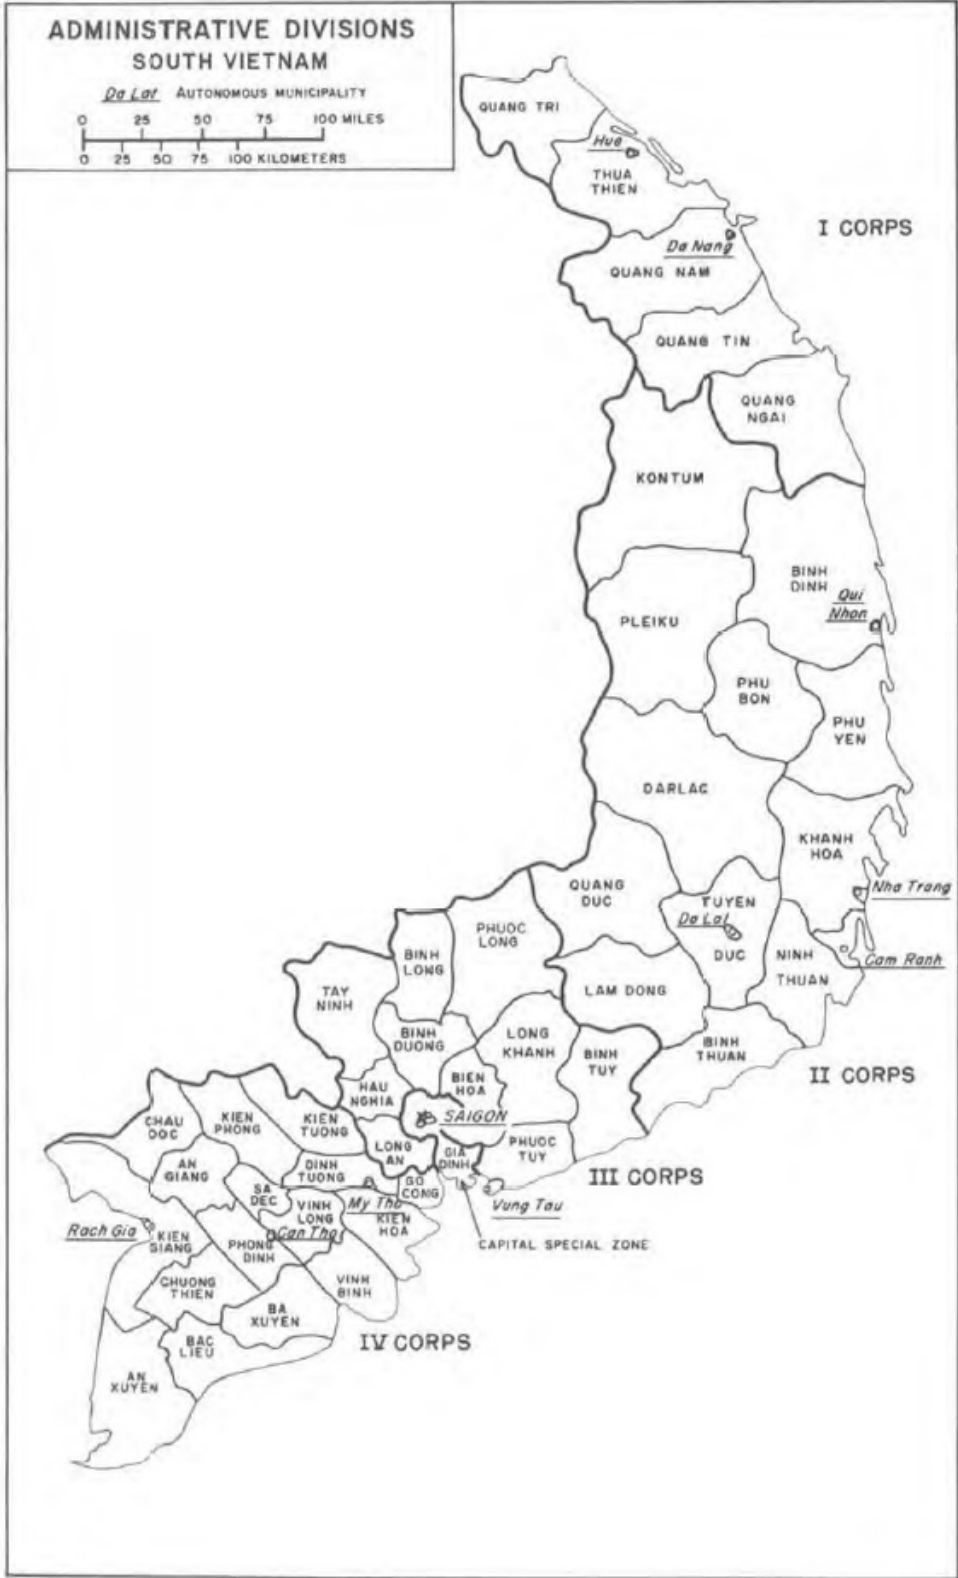 ADMINISTRATIVE DIVISIONS
SOUTH VIETNAM
Da Lat AUTONOMOUS MUNICIPALITY
0 25 50 75 100 MILES
0 25 50 75 100 KILOMETERS
QUANG TRI
Hue
THUA
THIEN
I CORPS
Da Nang
QUANG NAM
QUANG TIN
QUANG
NGAI
KONTUM
BINH
DINH
Qui
Nhon
PLEIKU
PHU
BON
PHU
YEN
DARLAC
KHANH
HOA
QUANG
DUC
Nha Trang
TUYEN
Da Lat
DUC
PHUOC
LONG
BINH
LONG
NINH
THUAN
Cam Ranh
TAY
NINH
LAM DONG
BINH
DUONG
LONG
KHANH
BINH
TUY
BINH
THUAN
II CORPS
HAU
NGHIA
BIEN
HOA
SAIGON
CHAU
DOC
KIEN
PHONG
KIEN
TUONG
LONG
AN
GIA
DINH
PHUOC
TUY
III CORPS
AN
GIANG
DINH
TUONG
GO
CONG
SA
DEC
VINH
LONG
My Tho
KIEN
HOA
Vung Tau
Rach Gia
KIEN
GIANG
PHONG
DINH
Can Tho
CAPITAL SPECIAL ZONE
CHUONG
THIEN
VINH
BINH
BA
XUYEN
IV CORPS
BAC
LIEU
AN
XUYEN